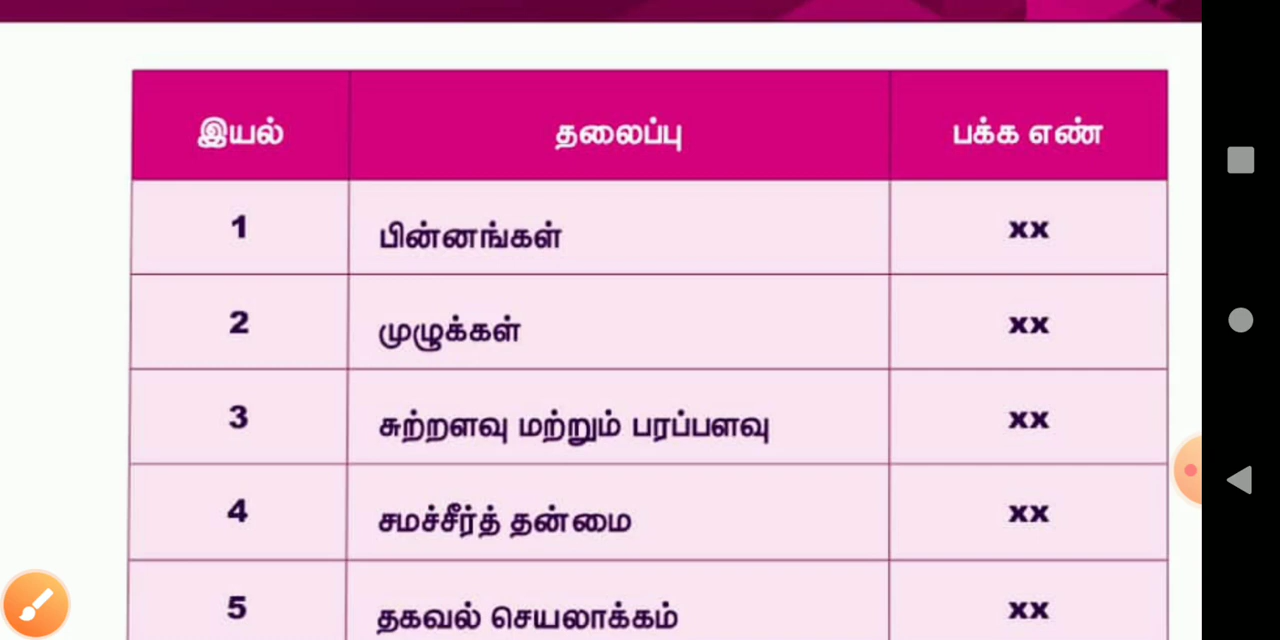 இயல் தலைப்பு பக்க எண்
1 பின்னங்கள் xx
2 முழுக்கள் xx
3 சுற்றளவு மற்றும் பரப்பளவு xx
4 சமச்சீர்த் தன்மை xx
5 தகவல் செயலாக்கம் xx